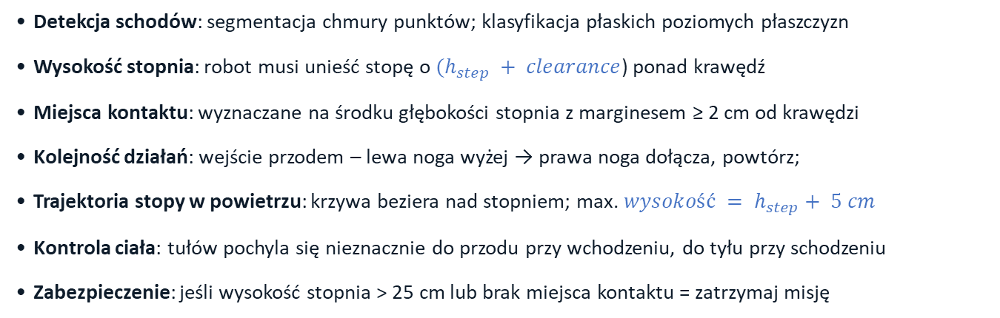 • Detekcja schodów: segmentacja chmury punktów; klasyfikacja płaskich poziomych płaszczyzn
• Wysokość stopnia: robot musi unieść stopę o (h_step + clearance) ponad krawędź
• Miejsca kontaktu: wyznaczane na środku głębokości stopnia z marginesem ≥ 2 cm od krawędzi
• Kolejność działań: wejście przodem – lewa noga wyżej → prawa noga dołącza, powtórz;
• Trajektoria stopy w powietrzu: krzywa beziera nad stopniem; max. wysokość = h_step + 5 cm
• Kontrola ciała: tułów pochyla się nieznacznie do przodu przy wchodzeniu, do tyłu przy schodzeniu
• Zabezpieczenie: jeśli wysokość stopnia > 25 cm lub brak miejsca kontaktu = zatrzymaj misję